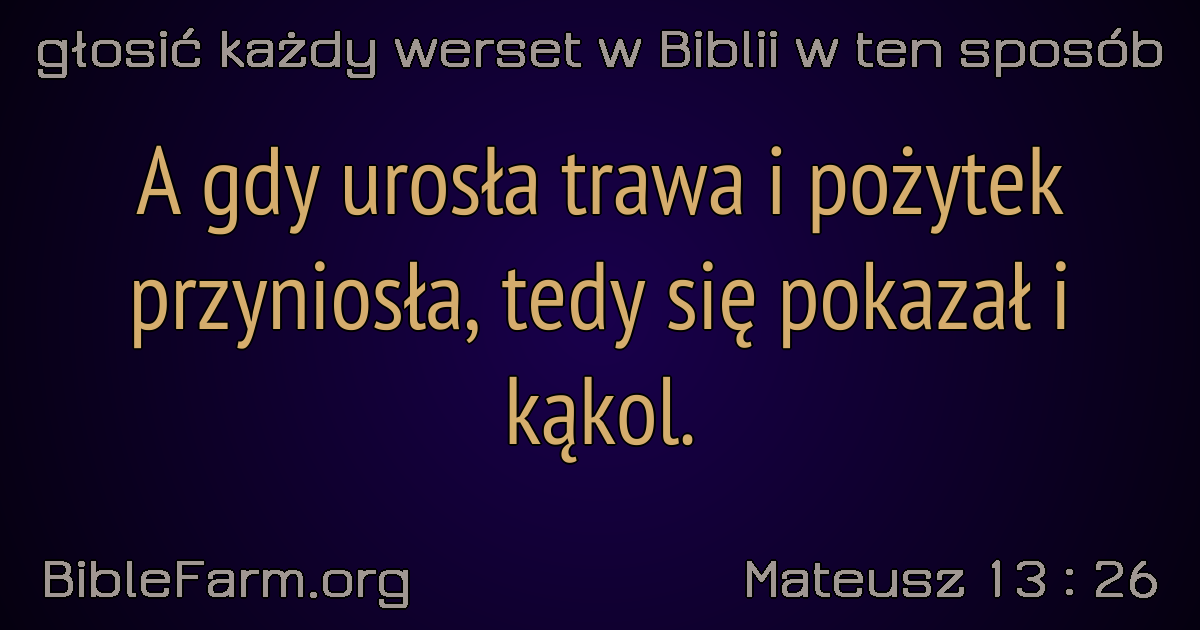 głosić każdy werset w Biblii w ten sposób
A gdy urosła trawa i pożytek
przyniosła, tedy się pokazał i
kąkol.
BibleFarm.org
Mateusz 13 : 26